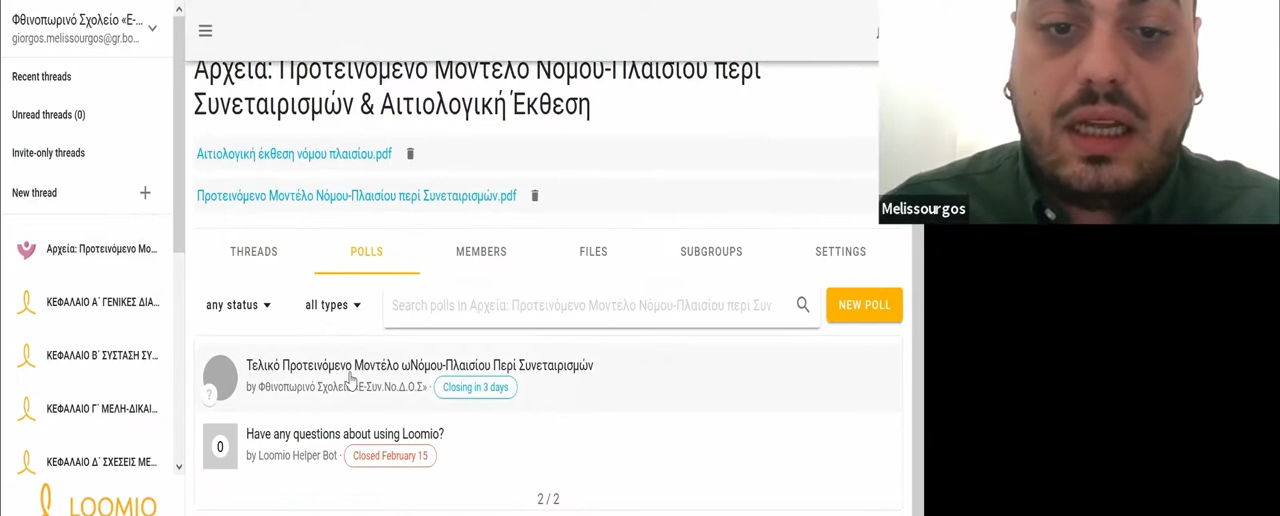 Φθινοπωρινό Σχολείο «Ε-...
giorgos.melissourgos@gr.bo...
Recent threads
Unread threads (0)
Invite-only threads
New thread
Αρχεία: Προτεινόμενο Μο...
ΚΕΦΑΛΑΙΟ Α΄ ΓΕΝΙΚΕΣ ΔΙΑ...
ΚΕΦΑΛΑΙΟ Β΄ ΣΥΣΤΑΣΗ ΣΥ...
ΚΕΦΑΛΑΙΟ Γ΄ ΜΕΛΗ-ΔΙΚΑΙ...
ΚΕΦΑΛΑΙΟ Δ΄ ΣΧΕΣΕΙΣ ΜΕ...
LOOMIO
Αρχεία: Προτεινόμενο Μοντέλο Νόμου-Πλαισίου περί
Συνεταιρισμών & Αιτιολογική Έκθεση
Αιτιολογική έκθεση νόμου πλαισίου.pdf
Προτεινόμενο Μοντέλο Νόμου-Πλαισίου περί Συνεταιρισμών.pdf
THREADS POLLS MEMBERS FILES SUBGROUPS SETTINGS
any status all types Search polls in Αρχεία: Προτεινόμενο Μοντέλο Νόμου-Πλαισίου περί Συν NEW POLL
Τελικό Προτεινόμενο Μοντέλο ωΝόμου-Πλαισίου Περί Συνεταιρισμών
by Φθινοπωρινό Σχολείο «Ε-Συν.Νο.Δ.Ο.Σ» · Closing in 3 days
?
0
Have any questions about using Loomio?
by Loomio Helper Bot · Closed February 15
2 / 2
Melissourgos